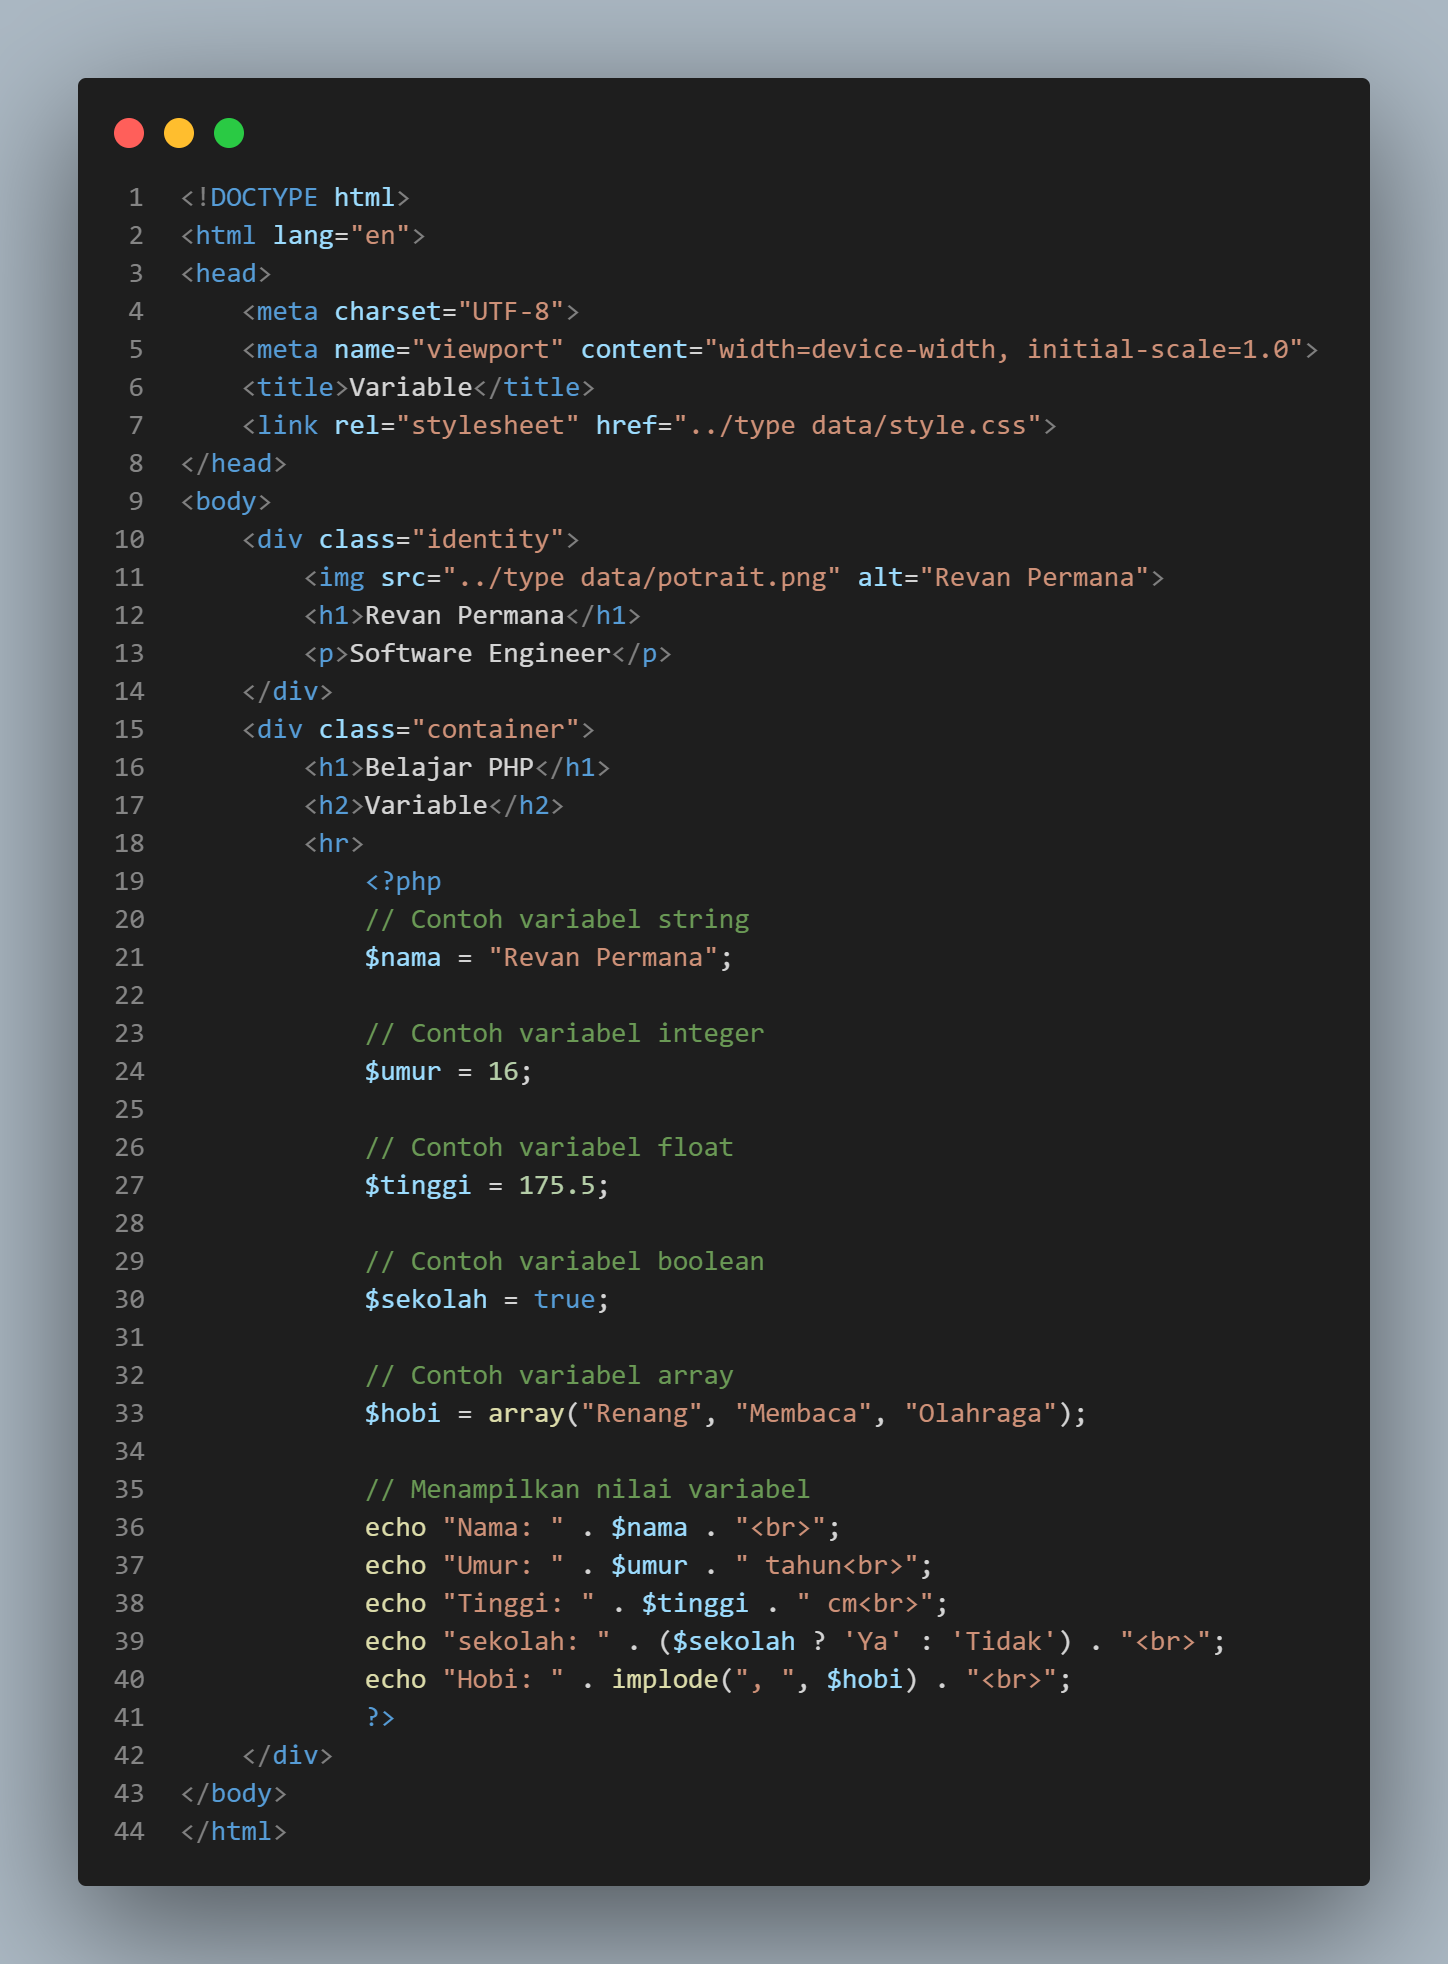 1 <!DOCTYPE html>
2 <html lang="en">
3 <head>
4     <meta charset="UTF-8">
5     <meta name="viewport" content="width=device-width, initial-scale=1.0">
6     <title>Variable</title>
7     <link rel="stylesheet" href="../type data/style.css">
8 </head>
9 <body>
10     <div class="identity">
11         <img src="../type data/potrait.png" alt="Revan Permana">
12         <h1>Revan Permana</h1>
13         <p>Software Engineer</p>
14     </div>
15     <div class="container">
16         <h1>Belajar PHP</h1>
17         <h2>Variable</h2>
18         <hr>
19             <?php
20             // Contoh variabel string
21             $nama = "Revan Permana";
22
23             // Contoh variabel integer
24             $umur = 16;
25
26             // Contoh variabel float
27             $tinggi = 175.5;
28
29             // Contoh variabel boolean
30             $sekolah = true;
31
32             // Contoh variabel array
33             $hobi = array("Renang", "Membaca", "Olahraga");
34
35             // Menampilkan nilai variabel
36             echo "Nama: " . $nama . "<br>";
37             echo "Umur: " . $umur . " tahun<br>";
38             echo "Tinggi: " . $tinggi . " cm<br>";
39             echo "sekolah: " . ($sekolah ? 'Ya' : 'Tidak') . "<br>";
40             echo "Hobi: " . implode(", ", $hobi) . "<br>";
41             ?>
42     </div>
43 </body>
44 </html>